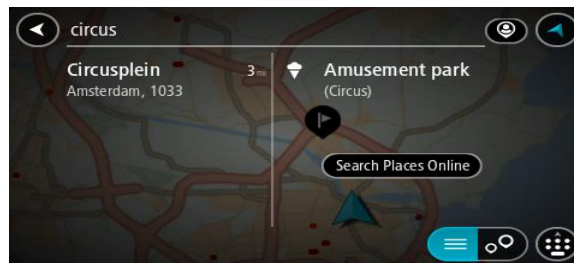 circus
Circusplein
3 mi
Amsterdam, 1033
Amusement park
(Circus)
Search Places Online